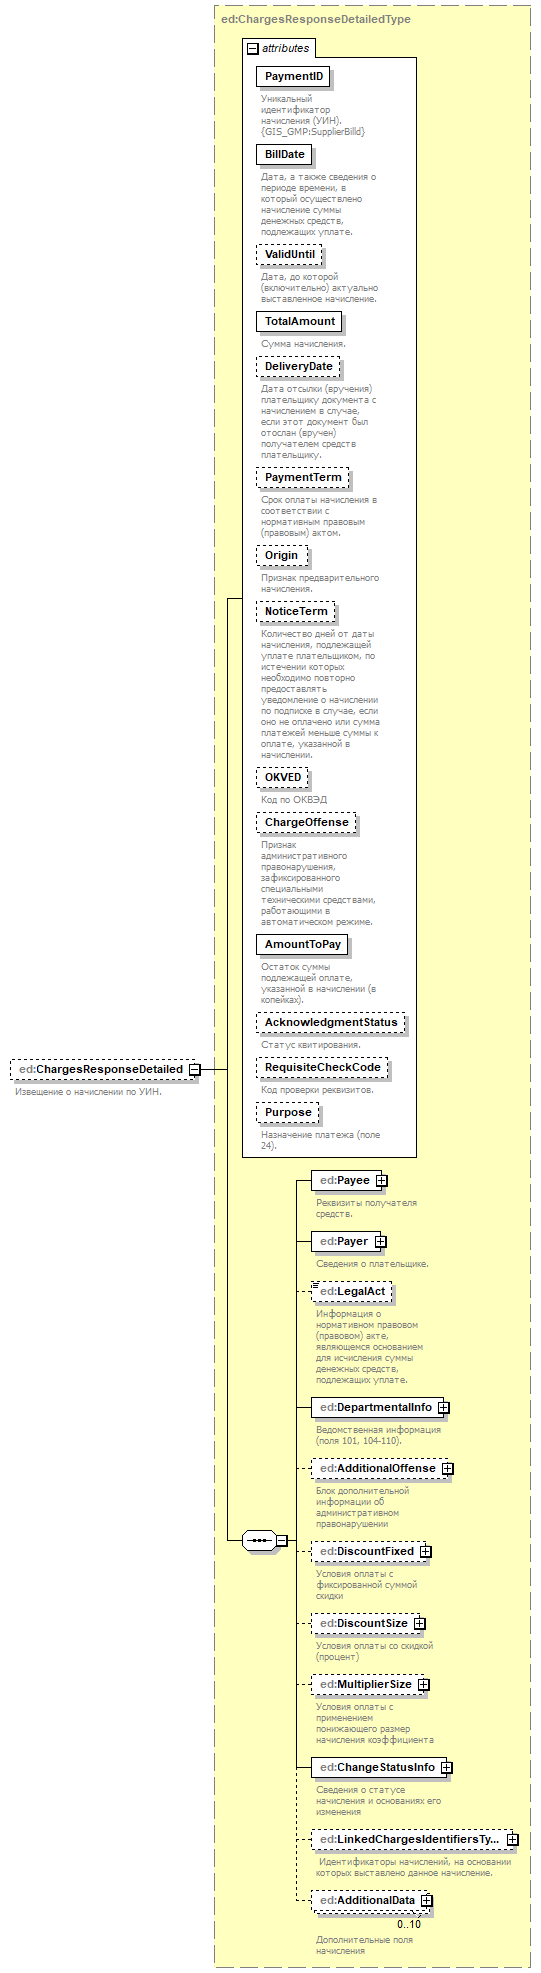 ed:ChargesResponseDetailedType
attributes
PaymentID
Уникальный
идентификатор
начисления (УИН).
{GIS_GMP:SupplierBilld}
BillDate
Дата, а также сведения о
периоде времени, в
который осуществлено
начисление суммы
денежных средств,
подлежащих уплате.
ValidUntil
Дата, до которой
(включительно) актуально
выставленное начисление.
TotalAmount
Сумма начисления.
DeliveryDate
Дата отсылки (вручения)
плательщику документа с
начислением в случае,
если этот документ был
отослан (вручен)
получателем средств
плательщику.
PaymentTerm
Срок оплаты начисления в
соответствии с
нормативным правовым
(правовым) актом.
Origin
Признак предварительного
начисления.
NoticeTerm
Количество дней от даты
начисления, подлежащей
уплате плательщиком, по
истечении которых
необходимо повторно
предоставлять
уведомление о начислении
по подписке в случае, если
оно не оплачено или сумма
платежей меньше суммы к
оплате, указанной в
начислении.
OKVED
Код по ОКВЭД
ChargeOffense
Признак
административного
правонарушения,
зафиксированного
специальными
техническими средствами,
работающими в
автоматическом режиме.
AmountToPay
Остаток суммы
подлежащей оплате,
указанной в начислении (в
копейках).
AcknowledgmentStatus
Статус квитирования.
RequisiteCheckCode
Код проверки реквизитов.
Purpose
Назначение платежа (поле
24).
ed:ChargesResponseDetailed
Извещение о начислении по УИН.
ed:Payee
Реквизиты получателя
средств.
ed:Payer
Сведения о плательщике.
ed:LegalAct
Информация о
нормативном правовом
(правовом) акте,
являющемся основанием
для исчисления суммы
денежных средств,
подлежащих уплате.
ed:DepartmentalInfo
Ведомственная информация
(поля 101, 104-110).
ed:AdditionalOffense
Блок дополнительной
информации об
административном
правонарушении
ed:DiscountFixed
Условия оплаты с
фиксированной суммой
скидки
ed:DiscountSize
Условия оплаты со скидкой
(процент)
ed:MultiplierSize
Условия оплаты с
применением
понижающего размер
начисления коэффициента
ed:ChangeStatusInfo
Сведения о статусе
начисления и основаниях его
изменения
ed:LinkedChargesIdentifiersTy...
Идентификаторы начислений, на основании
которых выставлено данное начисление.
ed:AdditionalData
0..10
Дополнительные поля
начисления